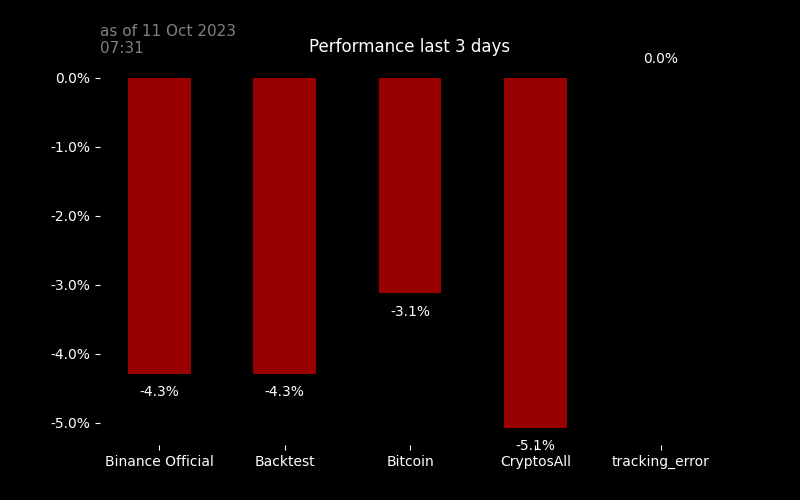 as of 11 Oct 2023
07:31
Performance last 3 days
0.0%
0.0%
-1.0%
-2.0%
-3.0%
-4.0%
-5.0%
-4.3%
-4.3%
-3.1%
-5.1%
Binance Official
Backtest
Bitcoin
CryptosAll
tracking_error